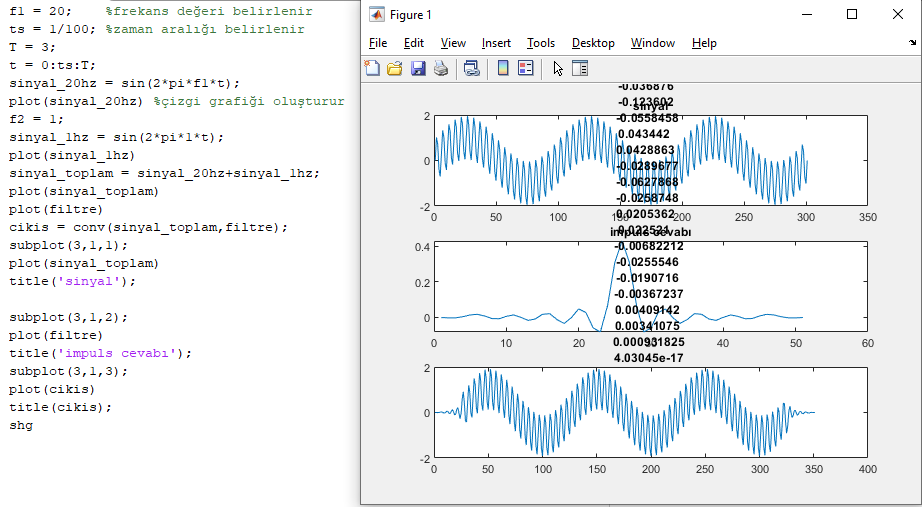 f1 = 20;    %frekans değeri belirlenir
ts = 1/100; %zaman aralığı belirlenir
T = 3;
t = 0:ts:T;
sinyal_20hz = sin(2*pi*f1*t);
plot(sinyal_20hz) %çizgi grafiği oluşturur
f2 = 1;
sinyal_1hz = sin(2*pi*1*t);
plot(sinyal_1hz)
sinyal_toplam = sinyal_20hz+sinyal_1hz;
plot(sinyal_toplam)
plot(filtre)
cikis = conv(sinyal_toplam,filtre);
subplot(3,1,1);
plot(sinyal_toplam)
title('sinyal');
subplot(3,1,2);
plot(filtre)
title('impuls cevabı');
subplot(3,1,3);
plot(cikis)
title(cikis);
shg
Figure 1
File Edit View Insert Tools Desktop Window Help
-0.036876
-0.123602
sinyal
-0.0558458
0.043442
0.0428863
-0.0289677
-0.0627868
-0.0258748
0.0205362
0.022521
impuls cevabı
-0.00682212
-0.0255546
-0.0190716
-0.00367237
0.00409142
0.00341075
0.000931825
4.03045e-17
2
0
-2
0 50 100 150 200 250 300 350
0.4
0.2
0
0 10 20 30 40 50 60
2
0
-2
0 50 100 150 200 250 300 350 400